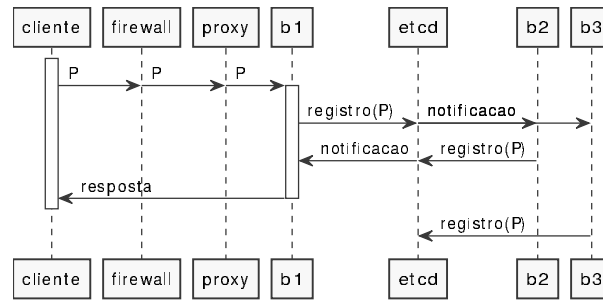 cliente firewall proxy b1 etcd b2 b3
P P P
registro(P) notificacao
notificacao registro(P)
resposta
registro(P)
cliente firewall proxy b1 etcd b2 b3